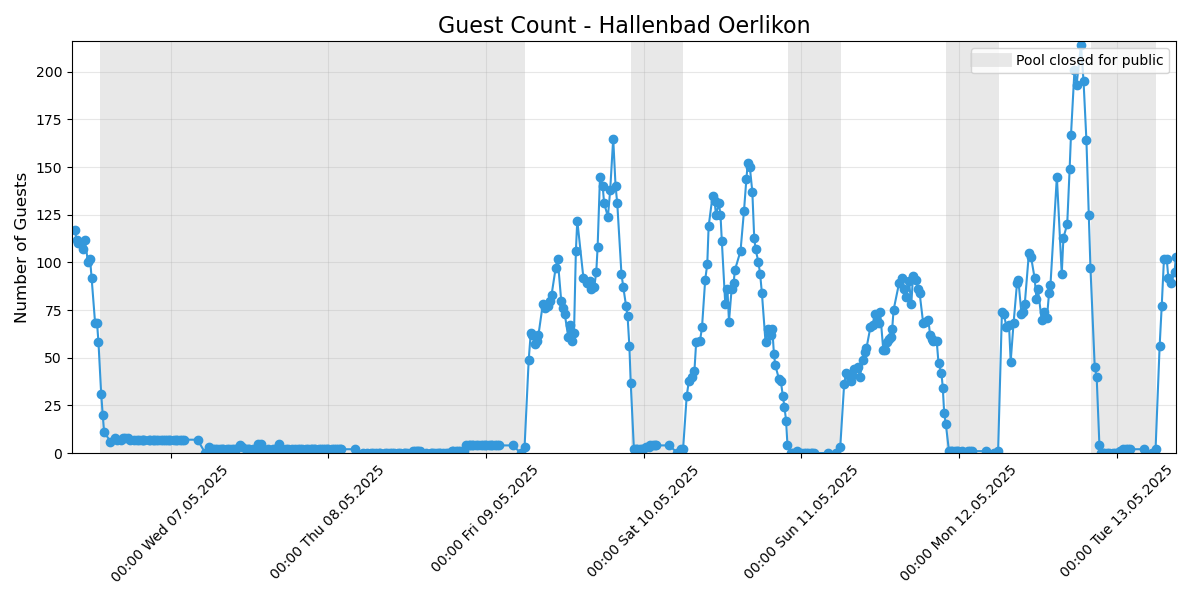 Guest Count - Hallenbad Oerlikon
Pool closed for public
Number of Guests
200
175
150
125
100
75
50
25
0
00:00 Wed 07.05.2025
00:00 Thu 08.05.2025
00:00 Fri 09.05.2025
00:00 Sat 10.05.2025
00:00 Sun 11.05.2025
00:00 Mon 12.05.2025
00:00 Tue 13.05.2025